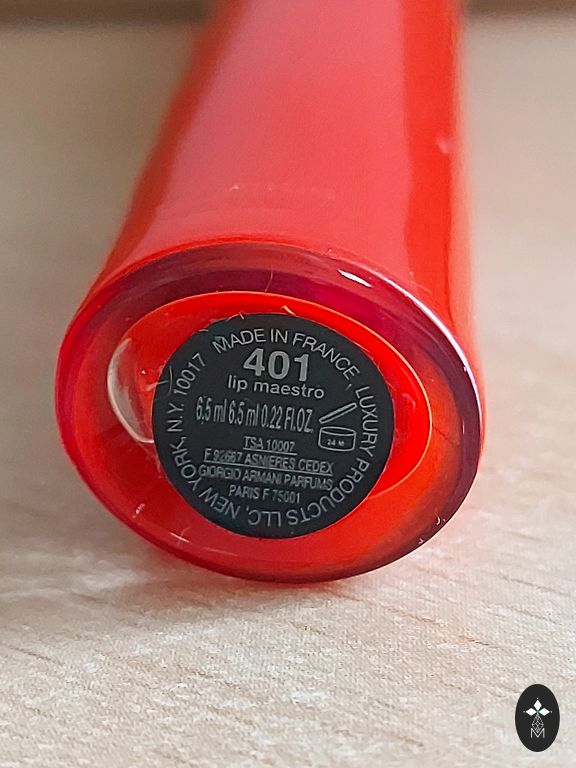 MADE IN FRANCE, LUXURY PRODUCTS LLC, NEW YORK, N.Y. 10017
401
lip maestro
6,5 ml 6.5 ml 0.22 Fl.OZ.
24 M
TSA 10007
F 92667 ASNIERES CEDEX
GIORGIO ARMANI PARFUMS
PARIS F 75001
M